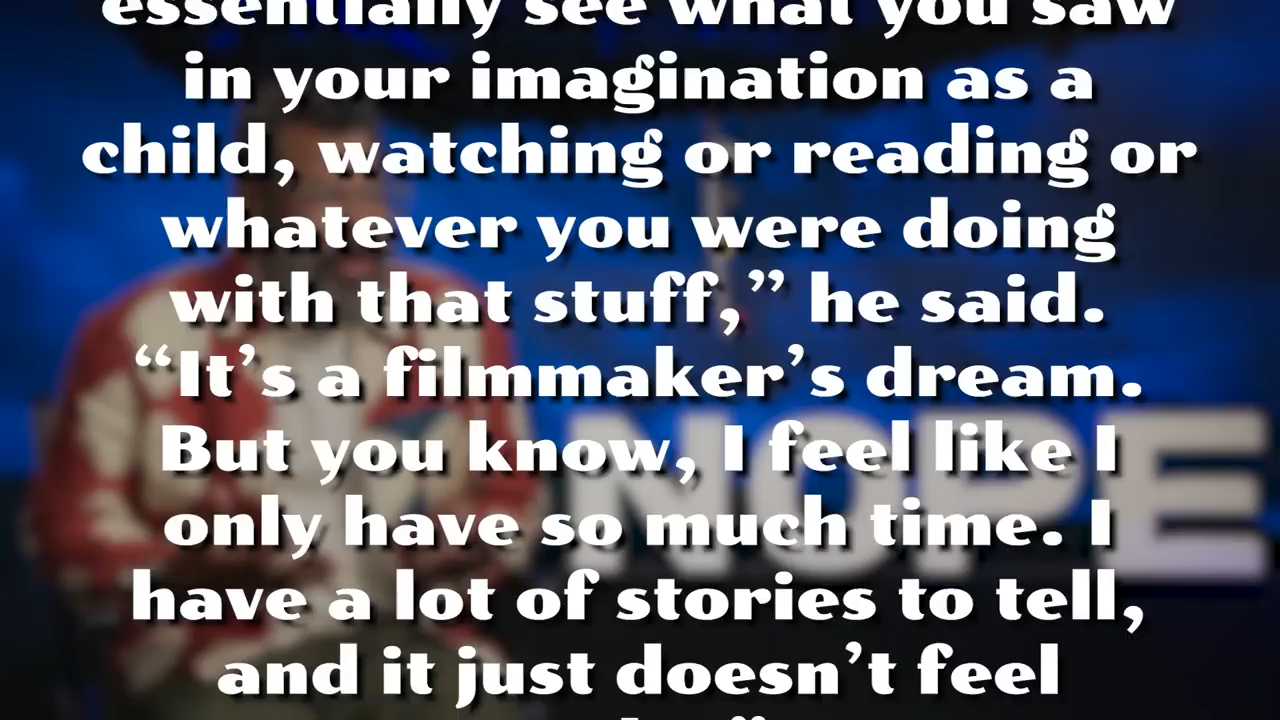 essentially see what you saw
in your imagination as a
child, watching or reading or
whatever you were doing
with that stuff,” he said.
“It’s a filmmaker’s dream.
But you know, I feel like I
only have so much time. I
have a lot of stories to tell,
and it just doesn’t feel
NOPE